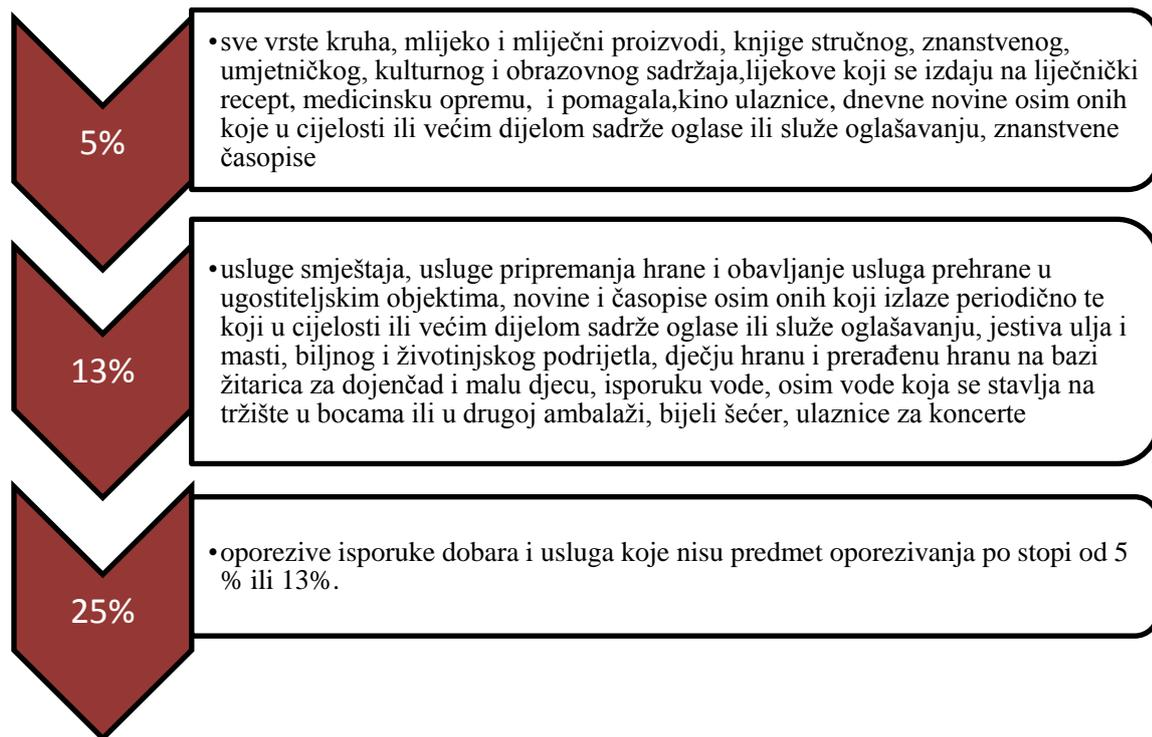 5%
•sve vrste kruha, mlijeko i mliječni proizvodi, knjige stručnog, znanstvenog,
umjetničkog, kulturnog i obrazovnog sadržaja,lijekove koji se izdaju na liječnički
recept, medicinsku opremu,  i pomagala,kino ulaznice, dnevne novine osim onih
koje u cijelosti ili većim dijelom sadrže oglase ili služe oglašavanju, znanstvene
časopise
13%
•usluge smještaja, usluge pripremanja hrane i obavljanje usluga prehrane u
ugostiteljskim objektima, novine i časopise osim onih koji izlaze periodično te
koji u cijelosti ili većim dijelom sadrže oglase ili služe oglašavanju, jestiva ulja i
masti, biljnog i životinjskog podrijetla, dječju hranu i prerađenu hranu na bazi
žitarica za dojenčad i malu djecu, isporuku vode, osim vode koja se stavlja na
tržište u bocama ili u drugoj ambalaži, bijeli šećer, ulaznice za koncerte
25%
•oporezive isporuke dobara i usluga koje nisu predmet oporezivanja po stopi od 5
% ili 13%.